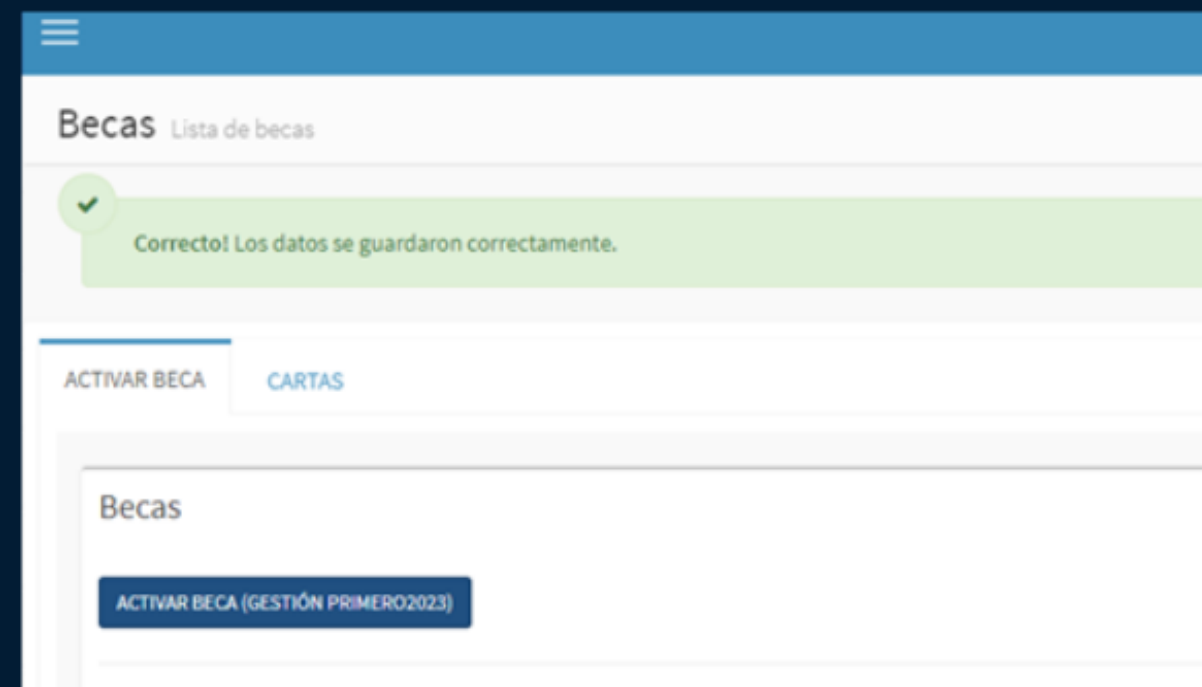 Becas Lista de becas
Correcto! Los datos se guardaron correctamente.
ACTIVAR BECA CARTAS
Becas
ACTIVAR BECA (GESTIÓN PRIMERO2023)